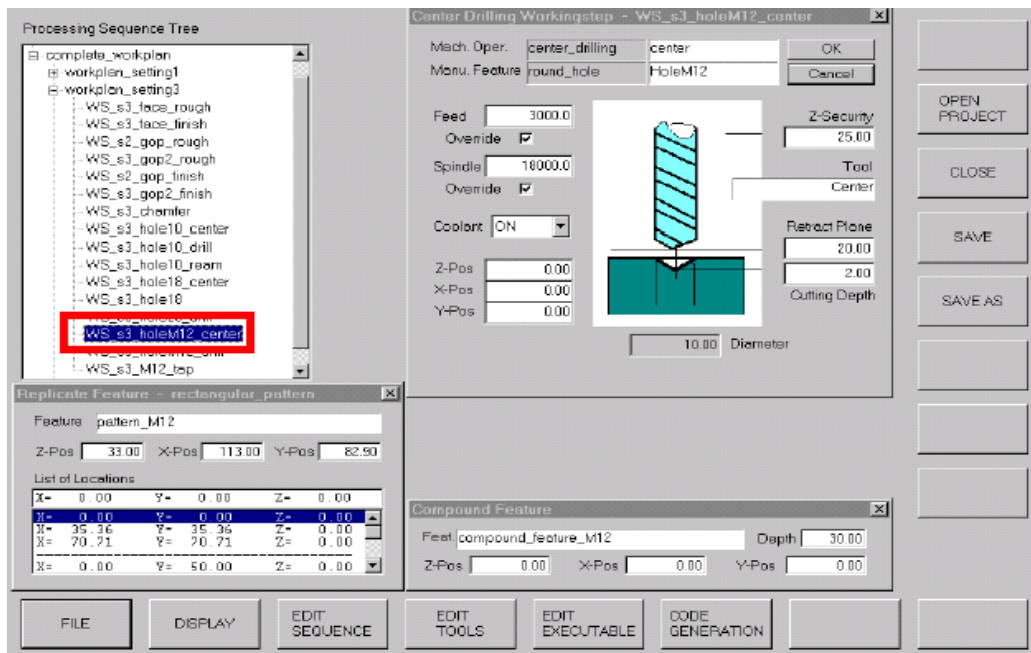 Processing Sequence Tree
complete_workplan
workplan_setting1
workplan_setting3
WS_s3_face_rough
WS_s3_face_finish
WS_s2_gop_rough
WS_s3_gop2_rough
WS_s2_gop_finish
WS_s3_gop2_finish
WS_s3_chamfer
WS_s3_hole10_center
WS_s3_hole10_drill
WS_s3_hole10_ream
WS_s3_hole18_center
WS_s3_hole18
WS_s3_holeM12_center
WS_s3_M12_tap
Center Drilling Workingstep - WS_s3_holeM12_center
Mech. Oper. center_drilling center OK
Manu. Feature round_hole HoleM12 Cancel
Feed 3000.0
Override
Spindle 18000.0
Override
Coolant ON
Z-Pos 0.00
X-Pos 0.00
Y-Pos 0.00
Z-Security
25.00
Tool
Center
Retract Plane
20.00
2.00
Cutting Depth
10.00 Diameter
Replicate Feature - rectangular_pattern
Feature pattern_M12
Z-Pos 33.00 X-Pos 113.00 Y-Pos 82.90
List of Locations
X= 0.00 Y= 0.00 Z= 0.00
X= 0.00 Y= 0.00 Z= 0.00
X= 35.36 Y= 35.36 Z= 0.00
X= 70.71 Y= 70.71 Z= 0.00
X= 0.00 Y= 50.00 Z= 0.00
Compound Feature
Feat. compound_feature_M12 Depth 30.00
Z-Pos 0.00 X-Pos 0.00 Y-Pos 0.00
OPEN
PROJECT
CLOSE
SAVE
SAVE AS
FILE
DISPLAY
EDIT
SEQUENCE
EDIT
TOOLS
EDIT
EXECUTABLE
CODE
GENERATION